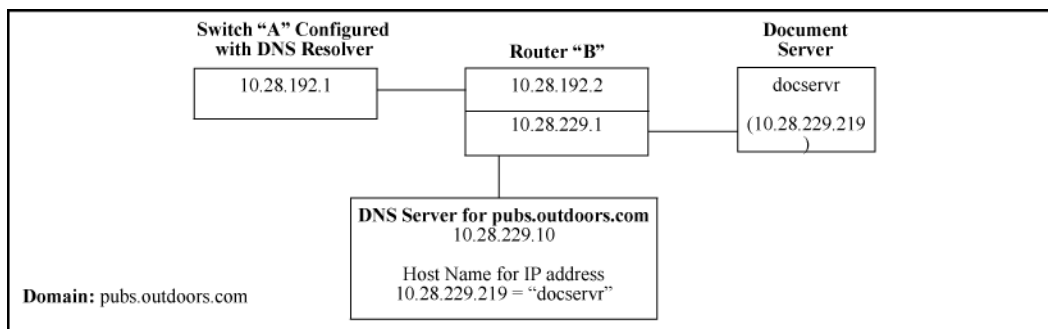 Switch “A” Configured
with DNS Resolver
Router “B”
Document
Server
10.28.192.1
10.28.192.2
10.28.229.1
docservr
(10.28.229.219
)
DNS Server for pubs.outdoors.com
10.28.229.10
Host Name for IP address
10.28.229.219 = “docservr”
Domain: pubs.outdoors.com